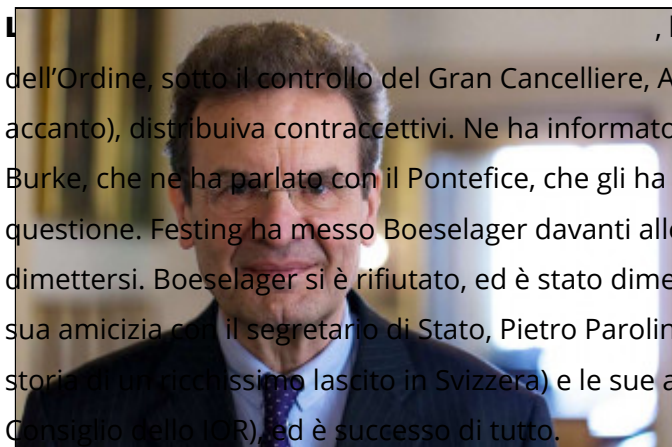 L , l
dell'Ordine, sotto il controllo del Gran Cancelliere, A
accanto), distribuiva contraccettivi. Ne ha informato
Burke, che ne ha parlato con il Pontefice, che gli ha
questione. Festing ha messo Boeselager davanti alle
dimettersi. Boeselager si è rifiutato, ed è stato dime
sua amicizia con il segretario di Stato, Pietro Parolin
storia di un ricchissimo lascito in Svizzera) e le sue a
Consiglio dello IOR), ed è successo di tutto.